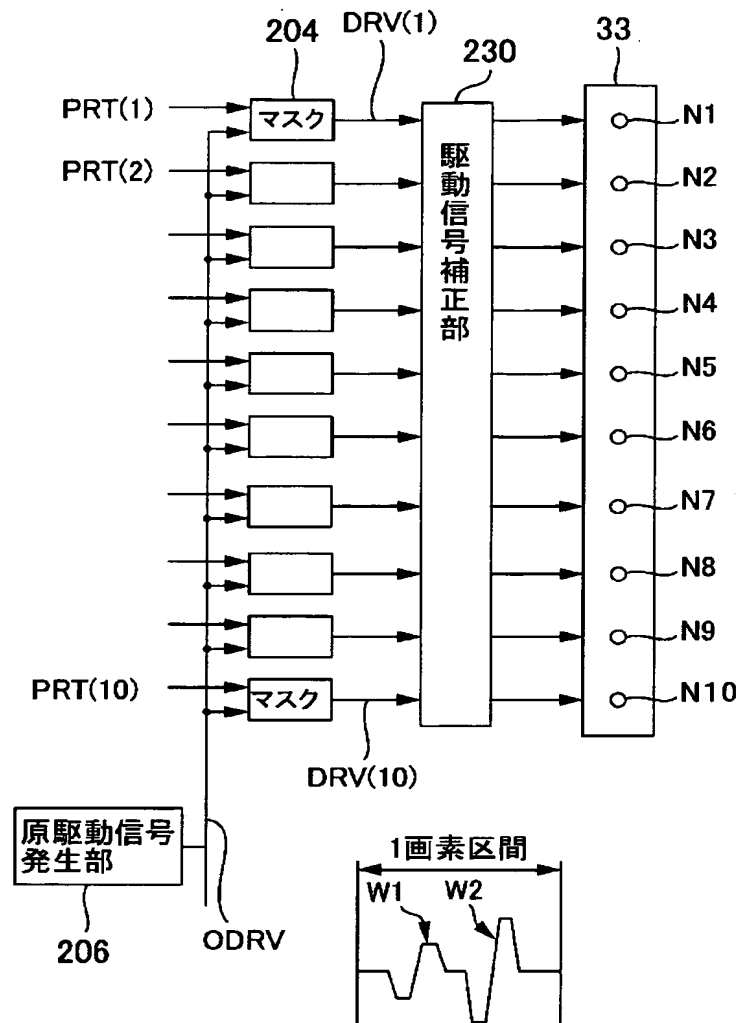 204
DRV(1)
230
33
PRT(1)
マスク
N1
PRT(2)
N2
駆動信号補正部
N3
N4
N5
N6
N7
N8
N9
PRT(10)
マスク
N10
DRV(10)
原駆動信号
発生部
206
ODRV
1画素区間
W1
W2